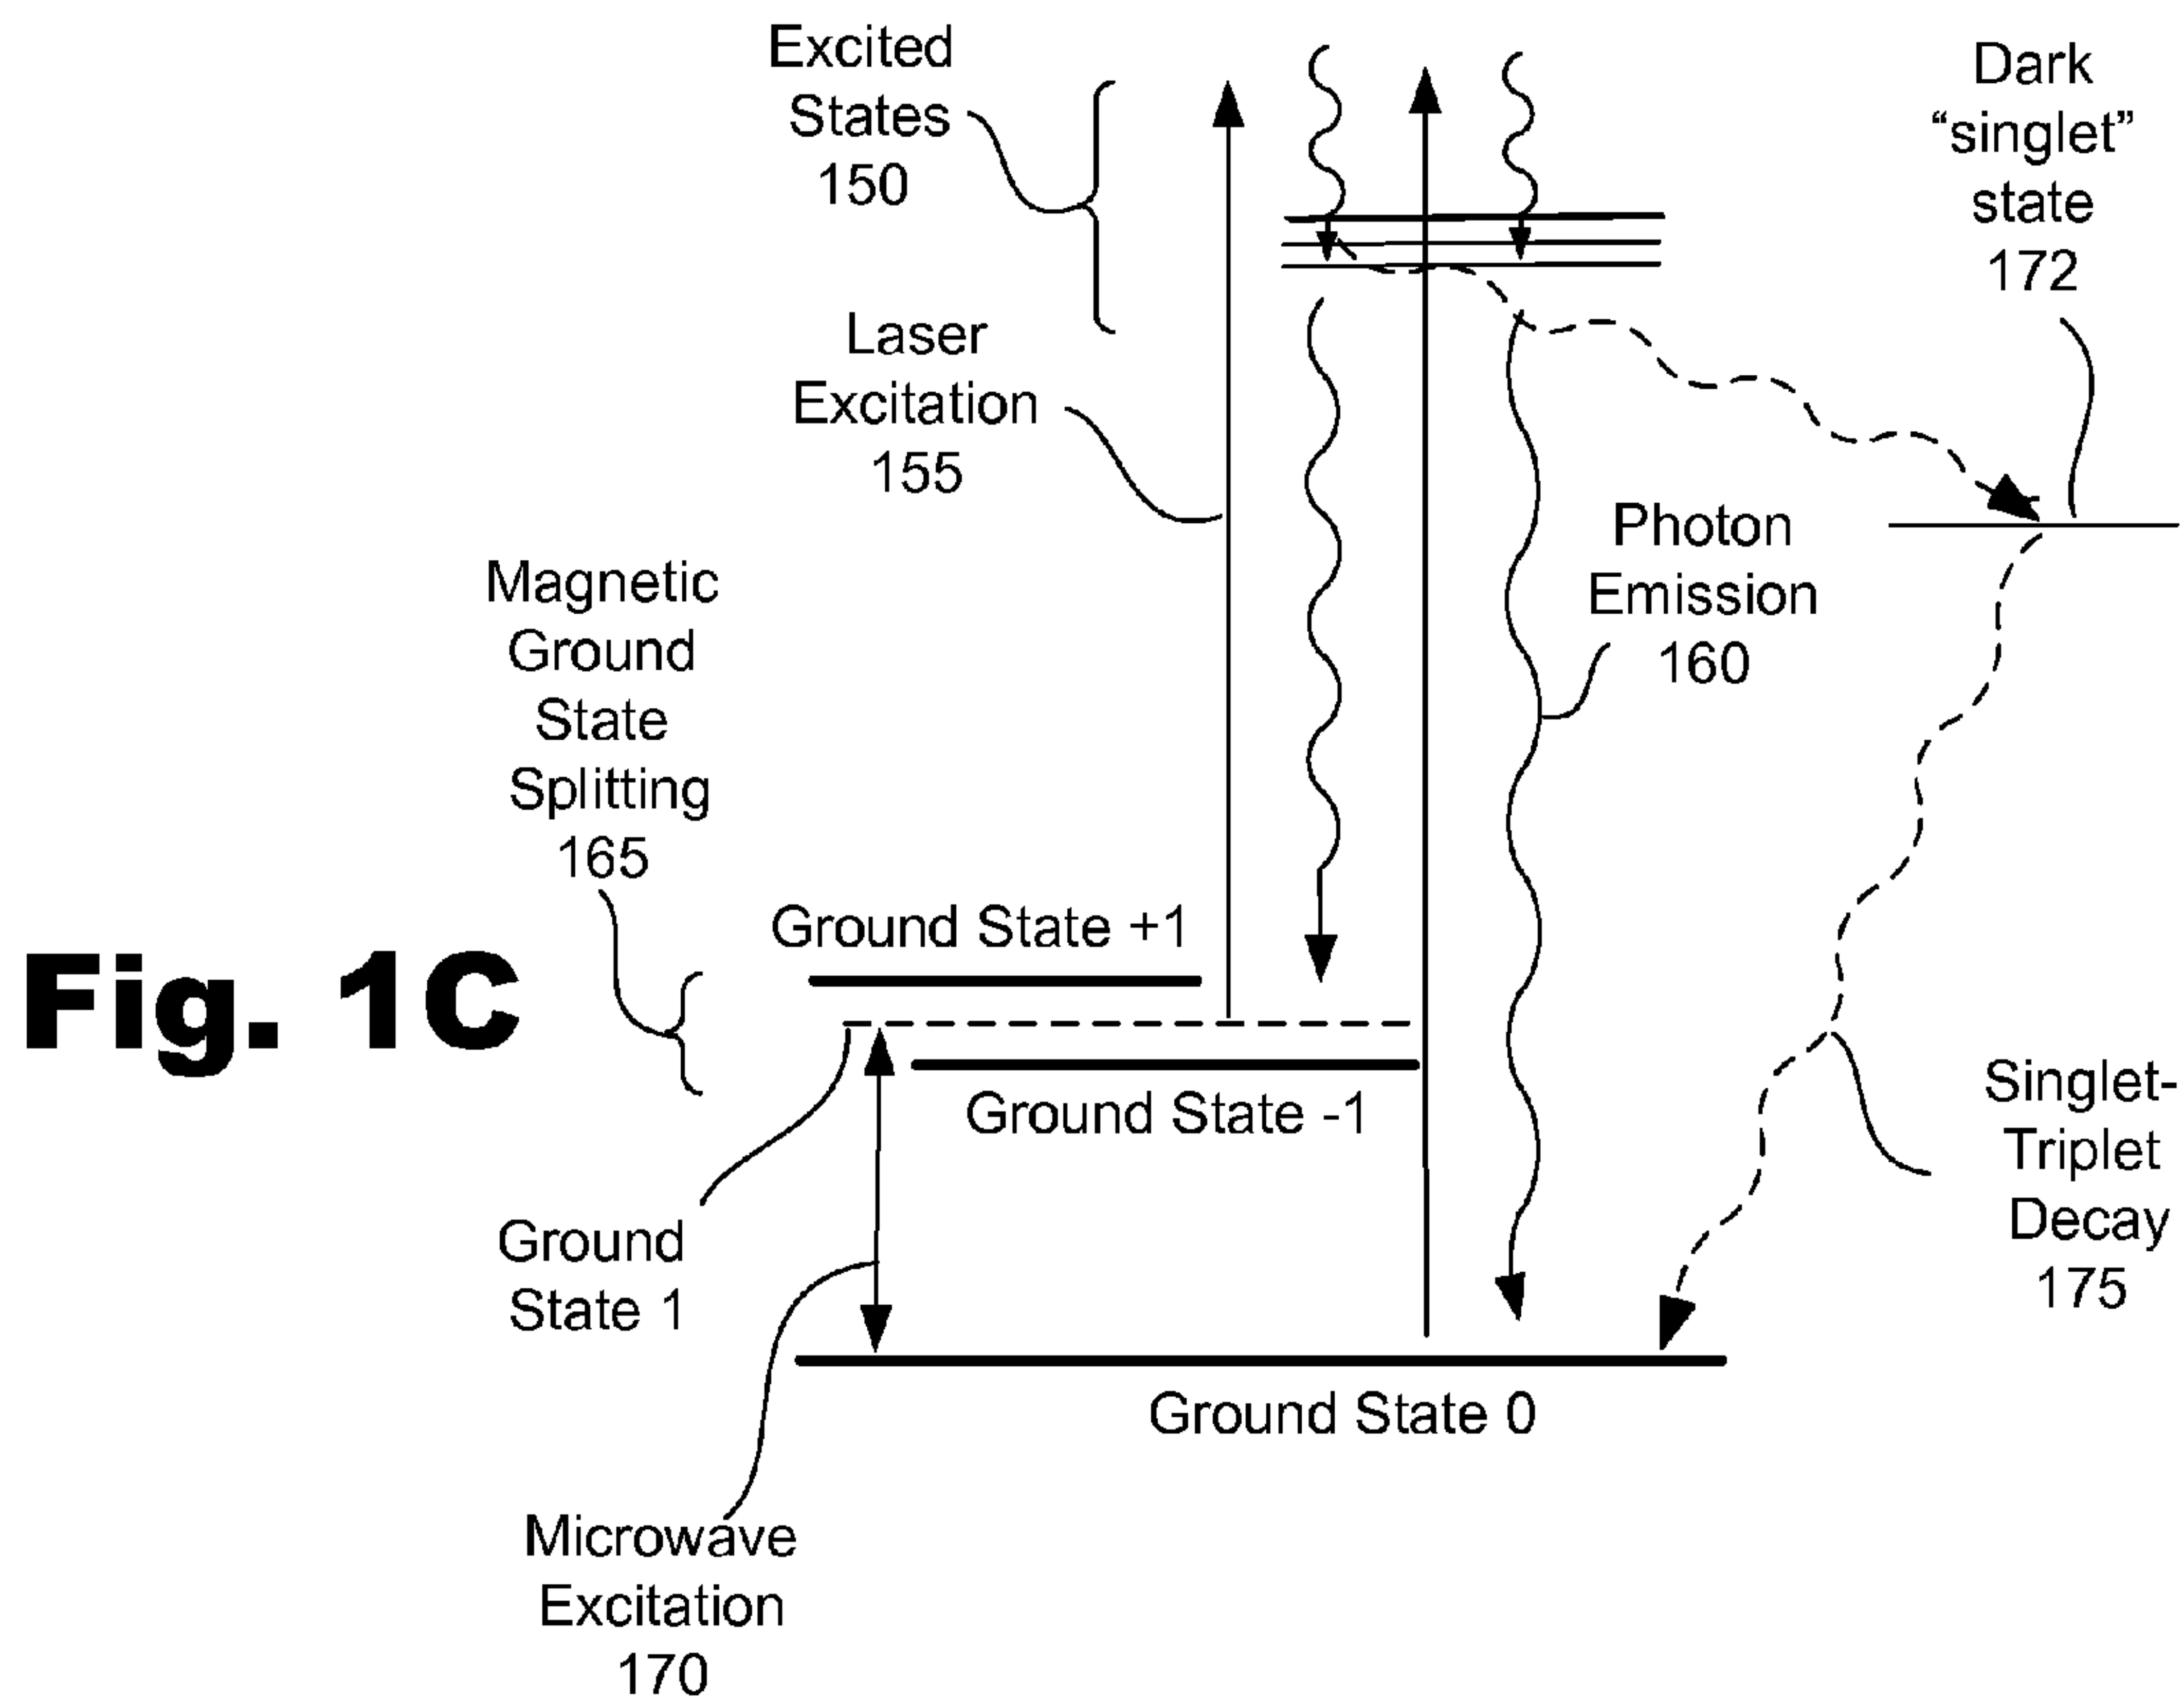 Excited
States
150
Dark
“singlet”
state
172
Laser
Excitation
155
Photon
Emission
160
Magnetic
Ground
State
Splitting
165
Ground State +1
Fig. 1C
Ground State -1
Singlet-
Triplet
Decay
175
Ground
State 1
Ground State 0
Microwave
Excitation
170